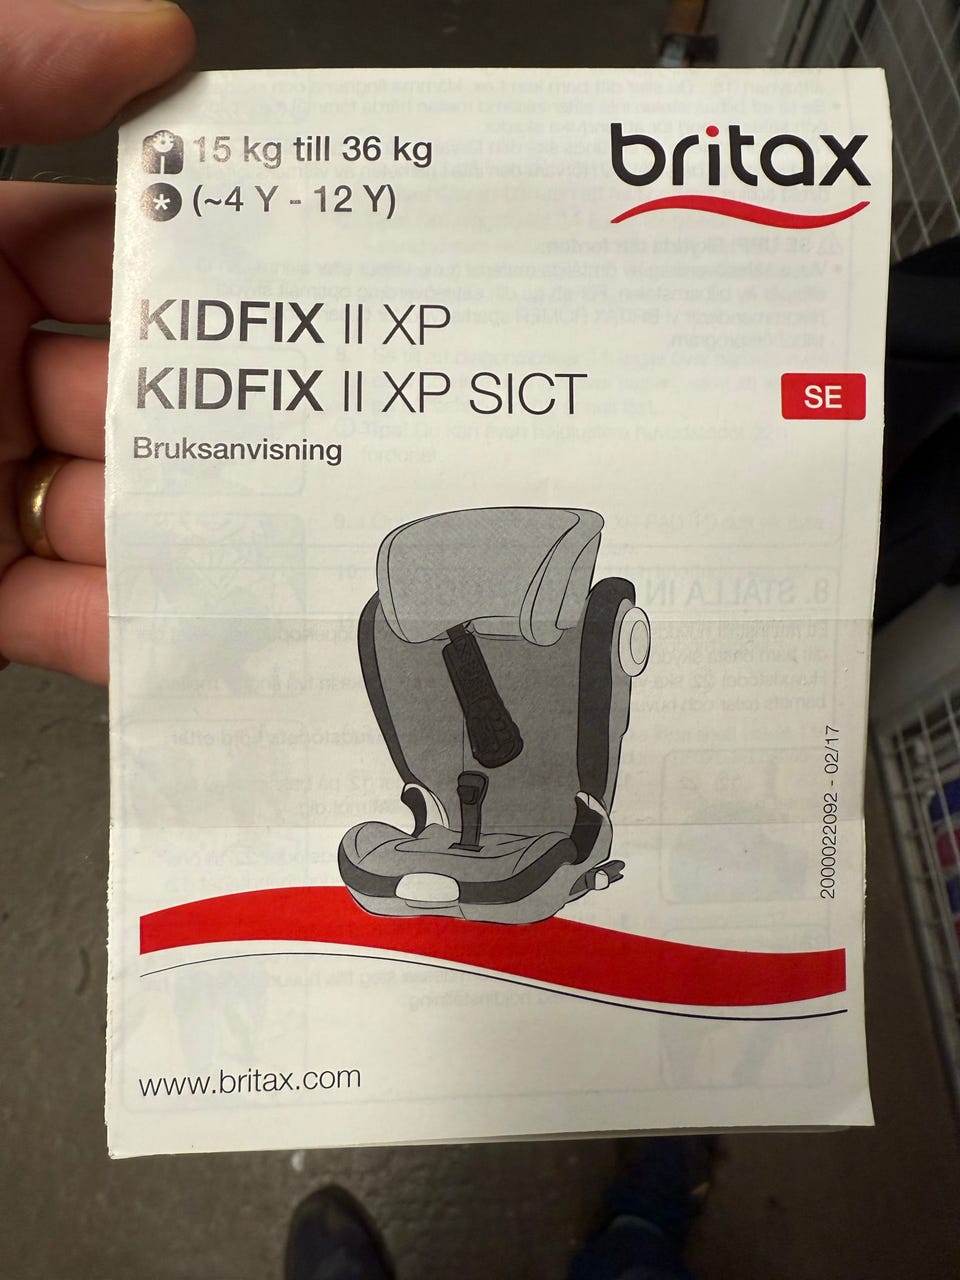 15 kg till 36 kg
(~4 Y - 12 Y)
britax
KIDFIX II XP
KIDFIX II XP SICT
SE
Bruksanvisning
2000022092 - 02/17
www.britax.com